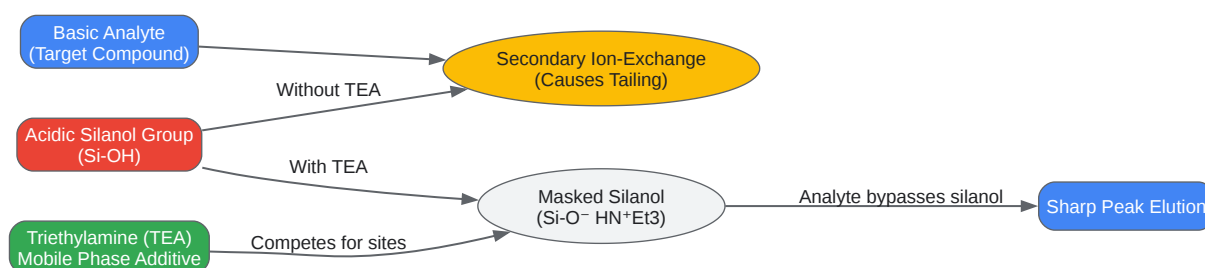 Basic Analyte
(Target Compound)
Secondary Ion-Exchange
(Causes Tailing)
Without TEA
Acidic Silanol Group
(Si-OH)
With TEA
Masked Silanol
(Si-O⁻ HN⁺Et3)
Analyte bypasses silanol
Sharp Peak Elution
Triethylamine (TEA)
Mobile Phase Additive
Competes for sites